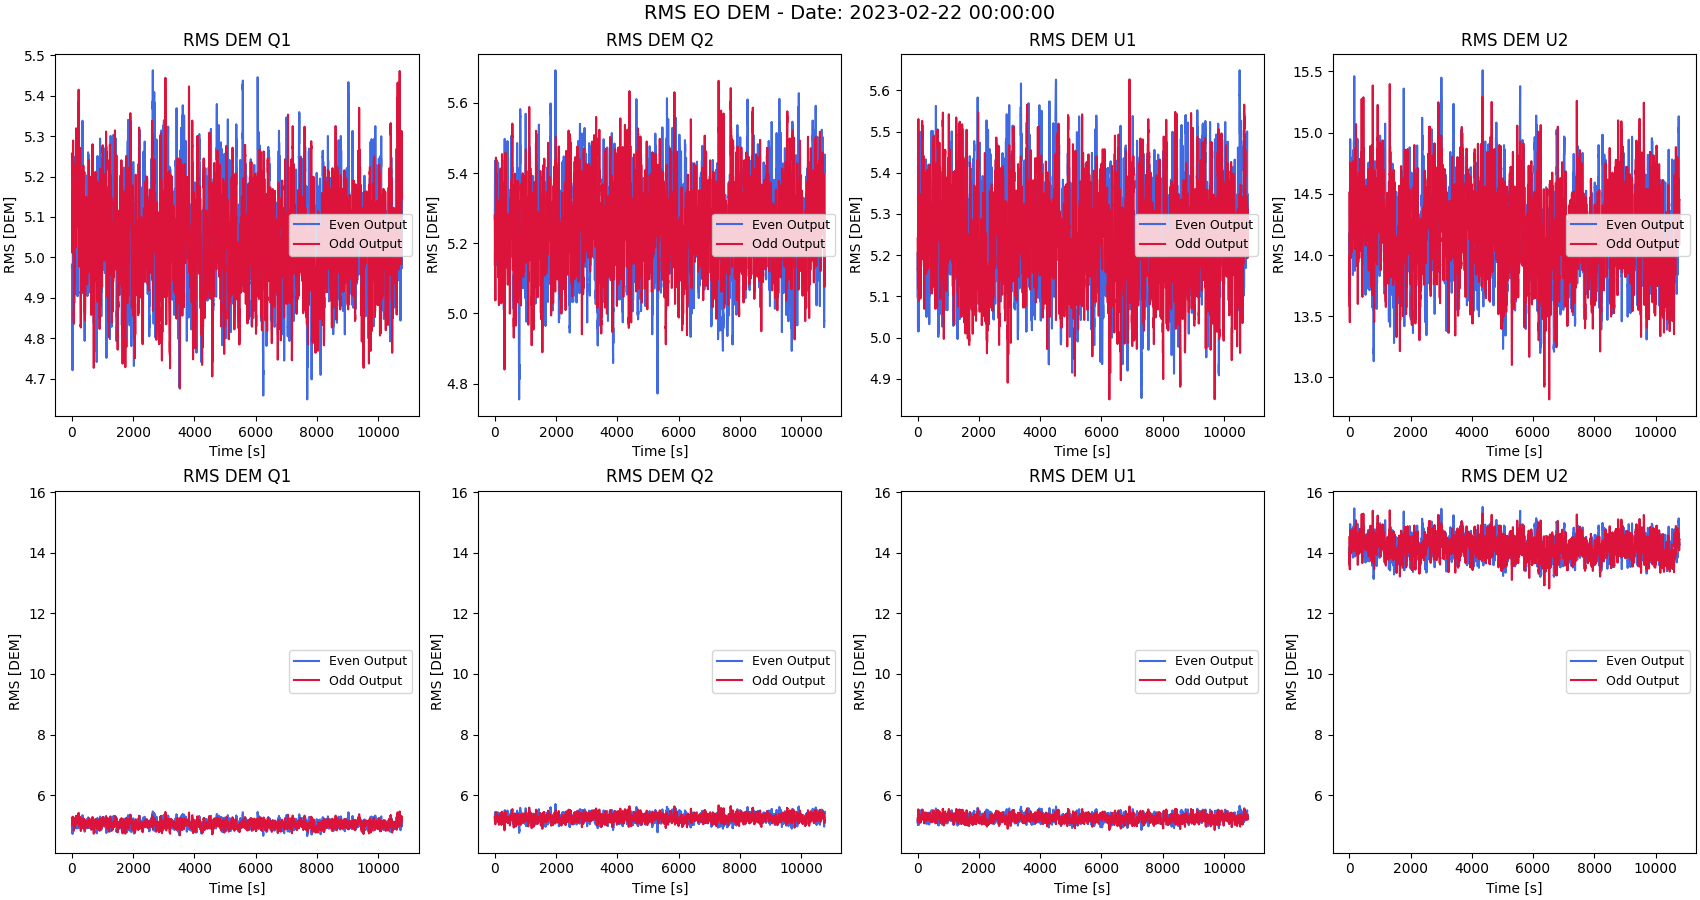 RMS EO DEM - Date: 2023-02-22 00:00:00
RMS DEM Q1
RMS [DEM]
5.5
5.4
5.3
5.2
5.1
5.0
4.9
4.8
4.7
Even Output
Odd Output
0 2000 4000 6000 8000 10000
Time [s]
RMS DEM Q2
RMS [DEM]
5.6
5.4
5.2
5.0
4.8
Even Output
Odd Output
0 2000 4000 6000 8000 10000
Time [s]
RMS DEM U1
RMS [DEM]
5.6
5.5
5.4
5.3
5.2
5.1
5.0
4.9
Even Output
Odd Output
0 2000 4000 6000 8000 10000
Time [s]
RMS DEM U2
RMS [DEM]
15.5
15.0
14.5
14.0
13.5
13.0
Even Output
Odd Output
0 2000 4000 6000 8000 10000
Time [s]
RMS DEM Q1
RMS [DEM]
16
14
12
10
8
6
Even Output
Odd Output
0 2000 4000 6000 8000 10000
Time [s]
RMS DEM Q2
RMS [DEM]
16
14
12
10
8
6
Even Output
Odd Output
0 2000 4000 6000 8000 10000
Time [s]
RMS DEM U1
RMS [DEM]
16
14
12
10
8
6
Even Output
Odd Output
0 2000 4000 6000 8000 10000
Time [s]
RMS DEM U2
RMS [DEM]
16
14
12
10
8
6
Even Output
Odd Output
0 2000 4000 6000 8000 10000
Time [s]